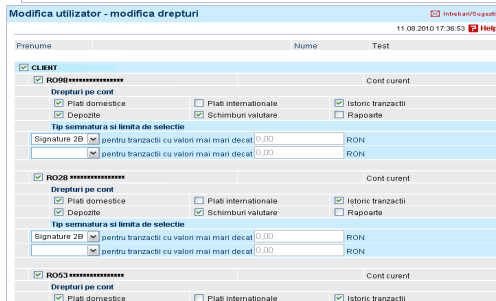 Modifica utilizator - modifica drepturi
Intrebari/Sugesti
11.08.2010 17:36:53 ? Help
Prenume Nume Test
CLIENT
RO98**************** Cont curent
Drepturi pe cont
Plati domestice Plati internationale Istoric tranzactii
Depozite Schimburi valutare Rapoarte
Tip semnatura si limita de selectie
Signature 2B pentru tranzactii cu valori mai mari decat 0,00 RON
pentru tranzactii cu valori mai mari decat 0,00 RON
RO28 **************** Cont curent
Drepturi pe cont
Plati domestice Plati internationale Istoric tranzactii
Depozite Schimburi valutare Rapoarte
Tip semnatura si limita de selectie
Signature 2B pentru tranzactii cu valori mai mari decat 0,00 RON
pentru tranzactii cu valori mai mari decat 0,00 RON
RO53 **************** Cont curent
Drepturi pe cont
Plati domestice Plati internationale Istoric tranzactii